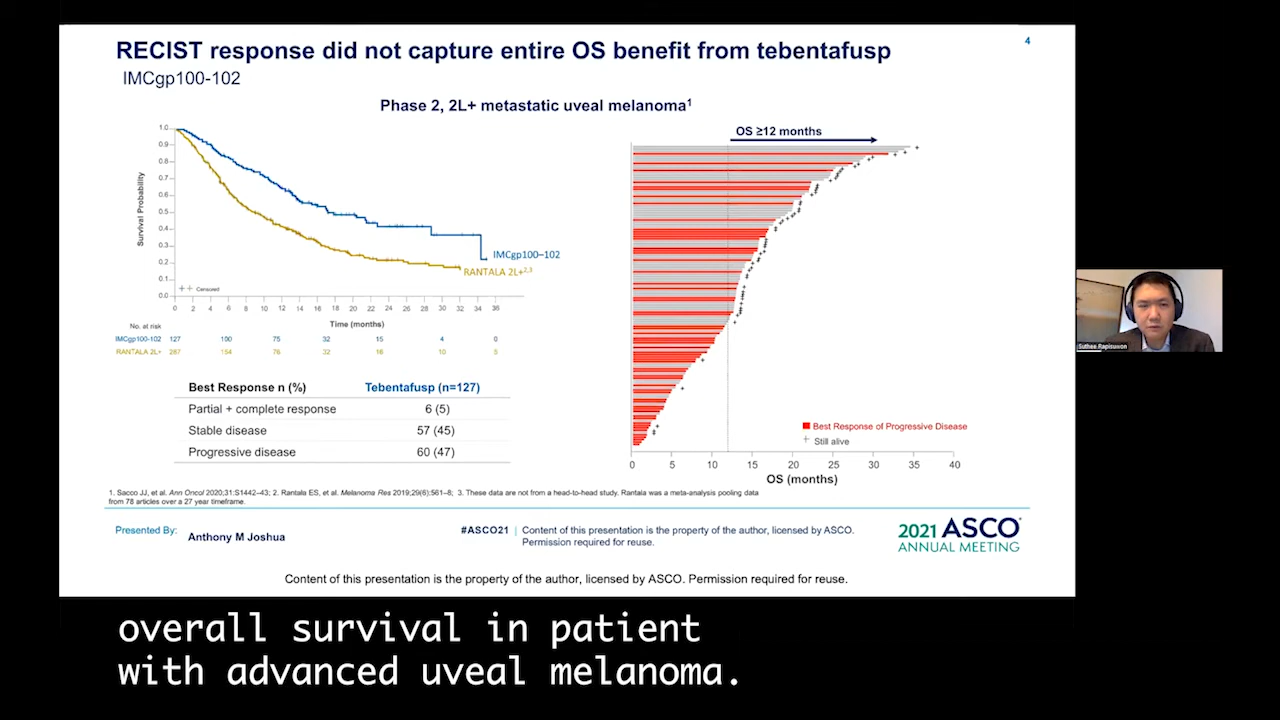 RECIST response did not capture entire OS benefit from tebentafusp
4
IMCgp100-102
Phase 2, 2L+ metastatic uveal melanoma1
Survival Probability
1.0
0.9
0.8
0.7
0.6
0.5
0.4
0.3
0.2
0.1
0.0
IMCgp100–102
RANTALA 2L+2,3
Censored
0 2 4 6 8 10 12 14 16 18 20 22 24 26 28 30 32 34 36
Time (months)
No. at risk
IMCgp100-102 127 100 75 32 15 4 0
RANTALA 2L+ 287 154 76 32 16 10 5
Best Response n (%) Tebentafusp (n=127)
Partial + complete response 6 (5)
Stable disease 57 (45)
Progressive disease 60 (47)
OS ≥12 months
Best Response of Progressive Disease
Still alive
0 5 10 15 20 25 30 35 40
OS (months)
1. Sacco JJ, et al. Ann Oncol 2020;31:S1442–43; 2. Rantala ES, et al. Melanoma Res 2019;29(6):561–8; 3. These data are not from a head-to-head study. Rantala was a meta-analysis pooling data
from 78 articles over a 27 year timeframe.
Presented By: Anthony M Joshua
#ASCO21 | Content of this presentation is the property of the author, licensed by ASCO.
Permission required for reuse.
2021 ASCO
ANNUAL MEETING
Content of this presentation is the property of the author, licensed by ASCO. Permission required for reuse.
Suthee Rapisuwon
overall survival in patient
with advanced uveal melanoma.